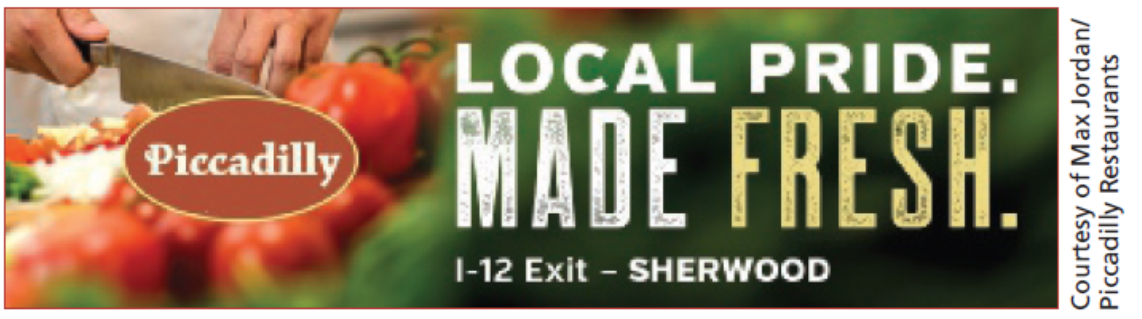 Piccadilly
LOCAL PRIDE.
MADE FRESH.
I-12 Exit – SHERWOOD
Courtesy of Max Jordan/
Piccadilly Restaurants